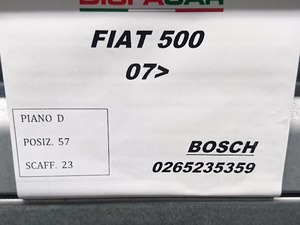 FIAT 500
07>
PIANO D
POSIZ. 57
SCAFF. 23
BOSCH
0265235359